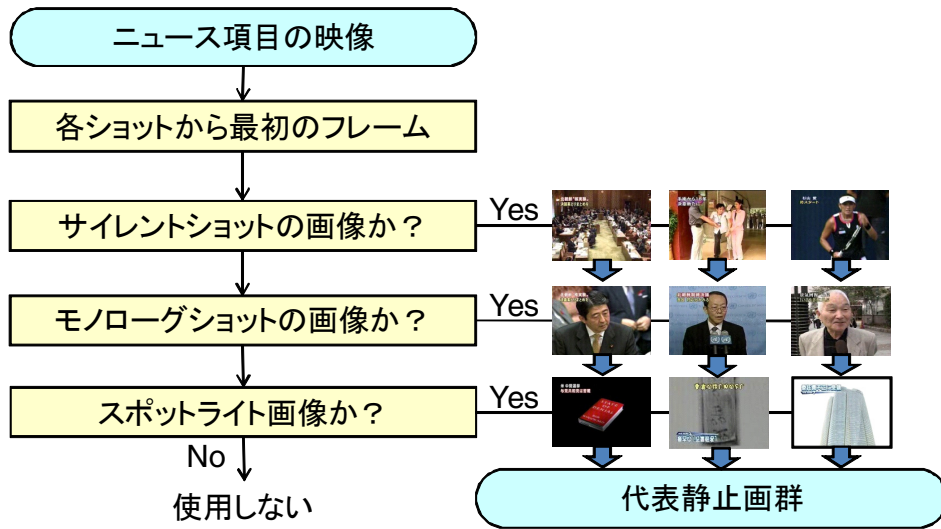 ニュース項目の映像
各ショットから最初のフレーム
サイレントショットの画像か？
Yes
モノローグショットの画像か？
Yes
スポットライト画像か？
Yes
No
使用しない
代表静止画群